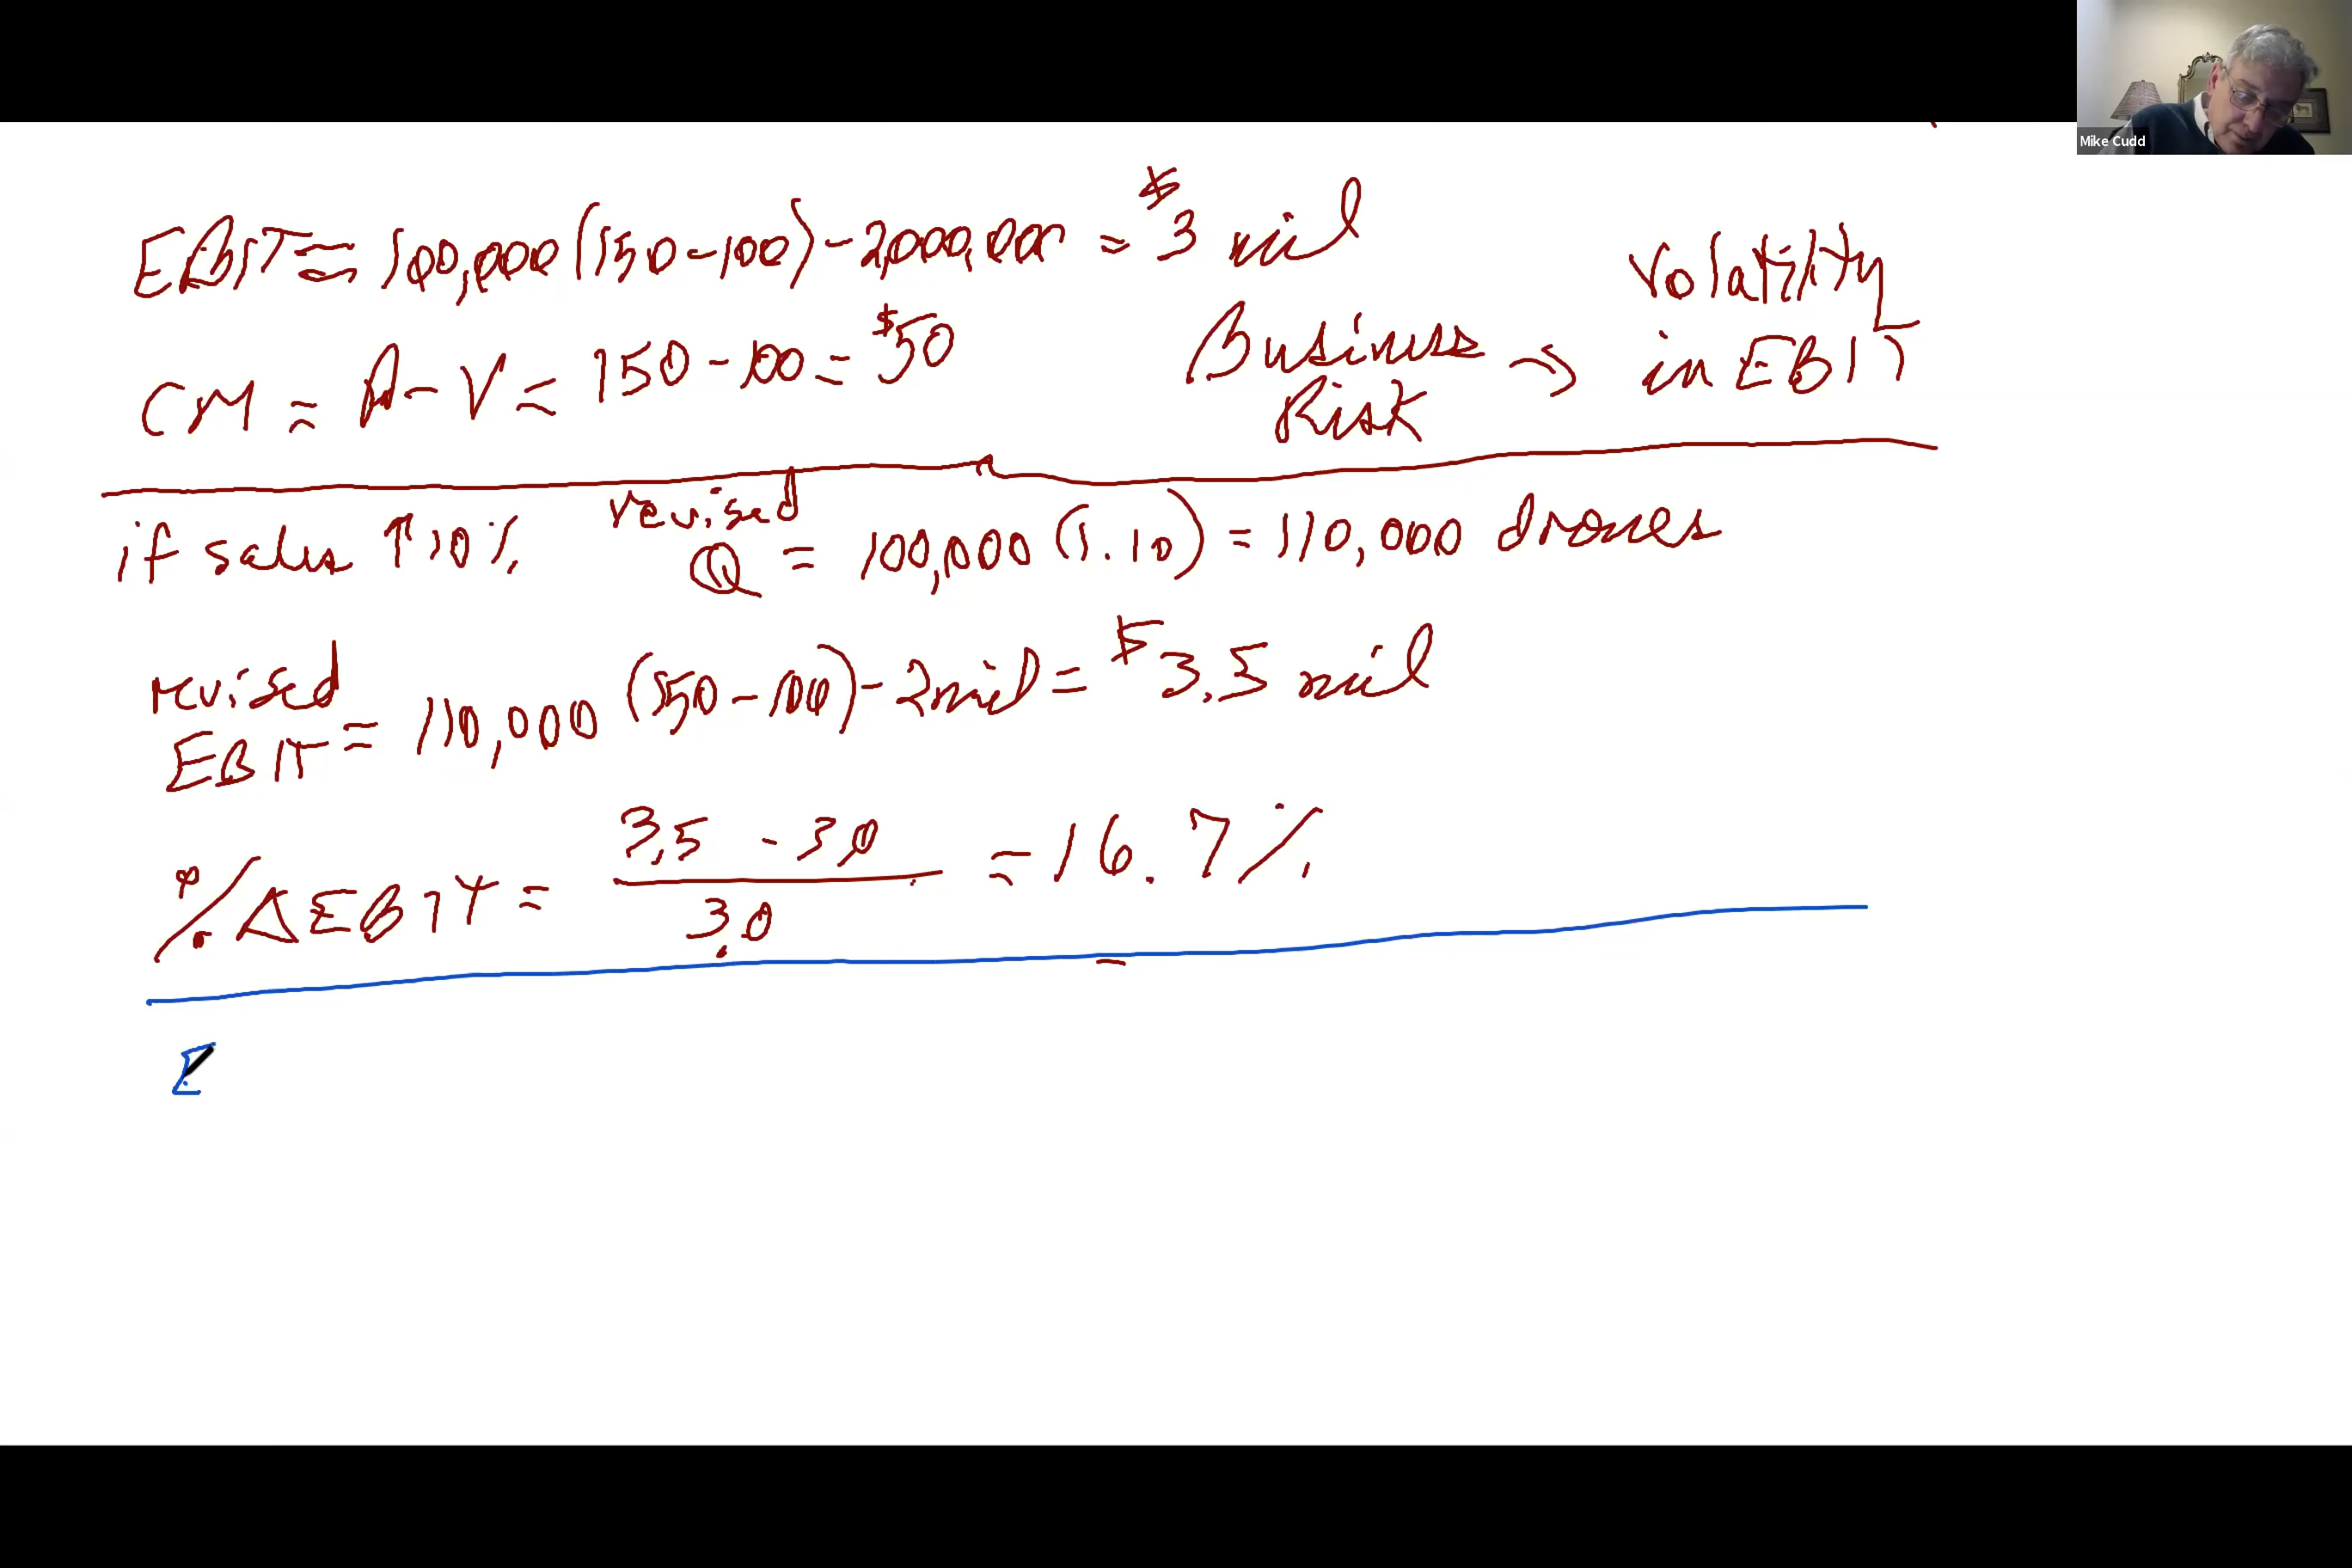 Mike Cudd
EBIT = 100,000 (150-100) - 2,000,000 = $3 mil
Volatility
in EBIT
CM = P - V = 150 - 100 = $50
Business
Risk →
if sales ↑ 10%
revised
Q = 100,000 (1.10) = 110,000 drones
revised
EBIT = 110,000 (150-100) - 2 mil = $3.5 mil
%ΔEBIT = 3.5 - 3.0 = 16.7%
3.0
E